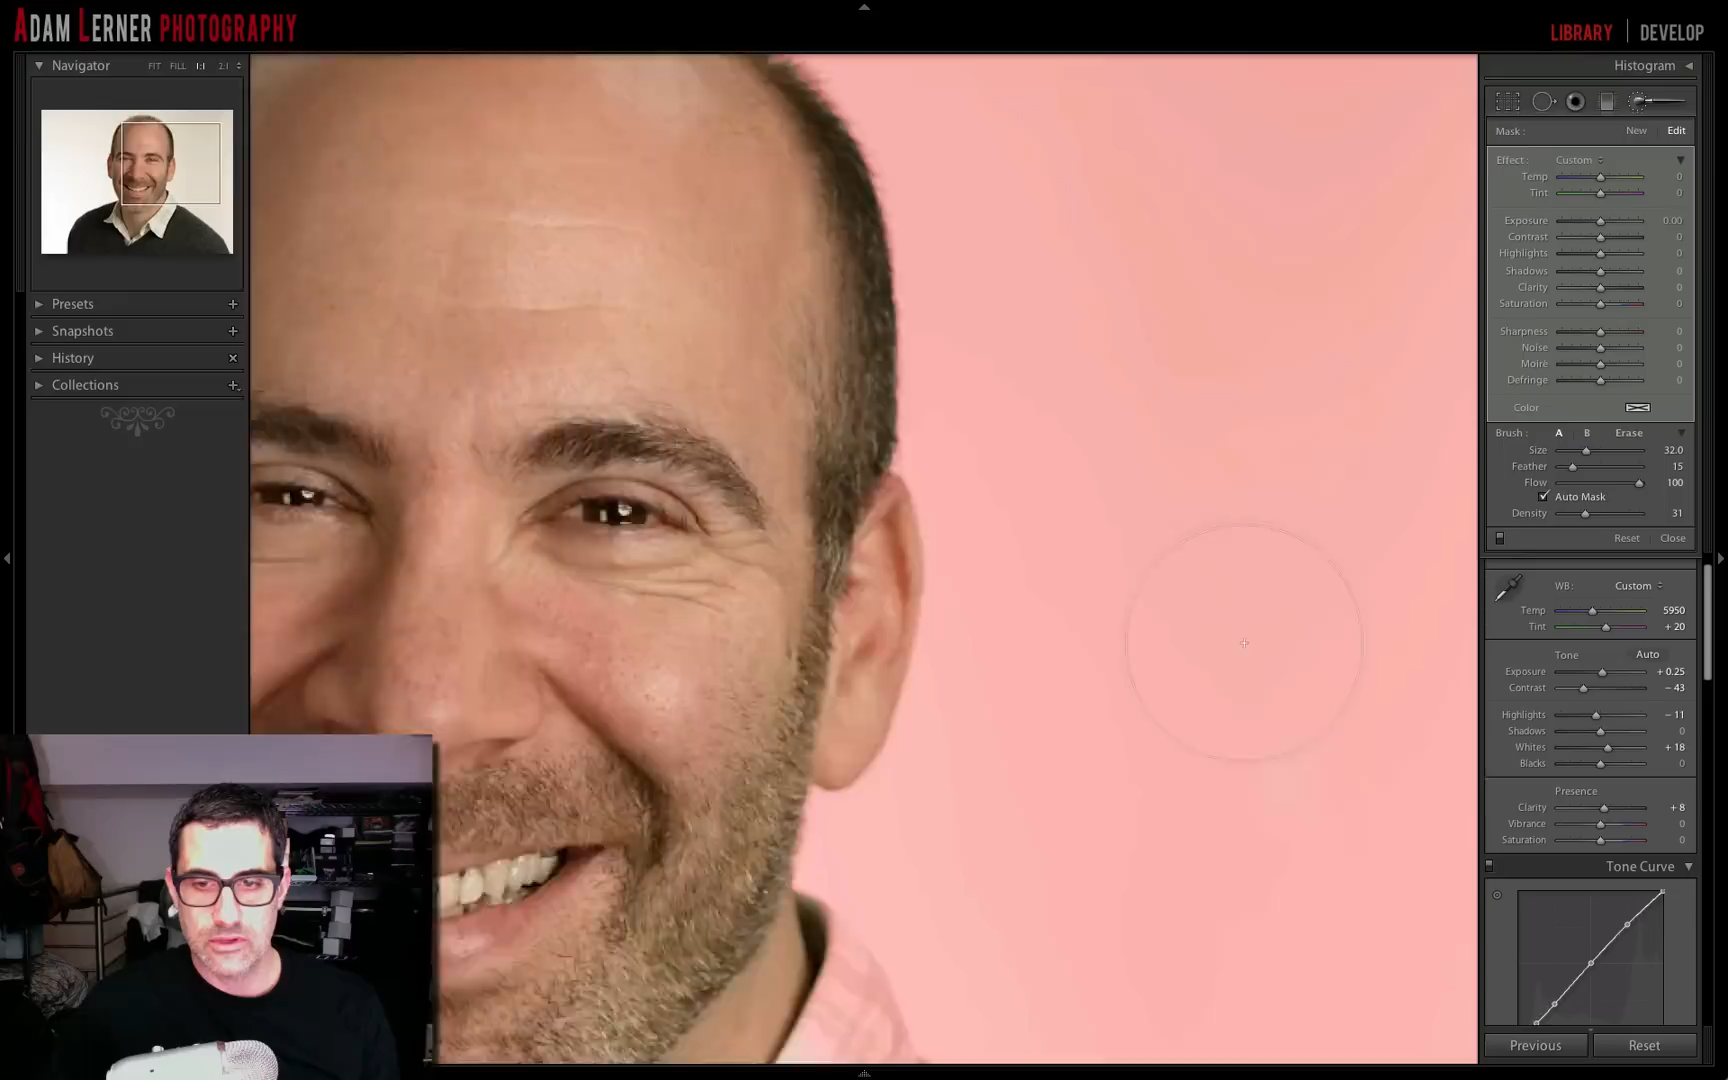 ADAM LERNER PHOTOGRAPHY
LIBRARY | DEVELOP
Navigator FIT FILL 1:1 2:1
Presets
Snapshots
History
Collections
Histogram
Mask : New Edit
Effect : Custom
Temp 0
Tint 0
Exposure 0.00
Contrast 0
Highlights 0
Shadows 0
Clarity 0
Saturation 0
Sharpness 0
Noise 0
Moiré 0
Defringe 0
Color
Brush : A B Erase
Size 32.0
Feather 15
Flow 100
Auto Mask
Density 31
Reset Close
WB: Custom
Temp 5950
Tint + 20
Tone Auto
Exposure + 0.25
Contrast – 43
Highlights – 11
Shadows 0
Whites + 18
Blacks 0
Presence
Clarity + 8
Vibrance 0
Saturation 0
Tone Curve
Previous Reset